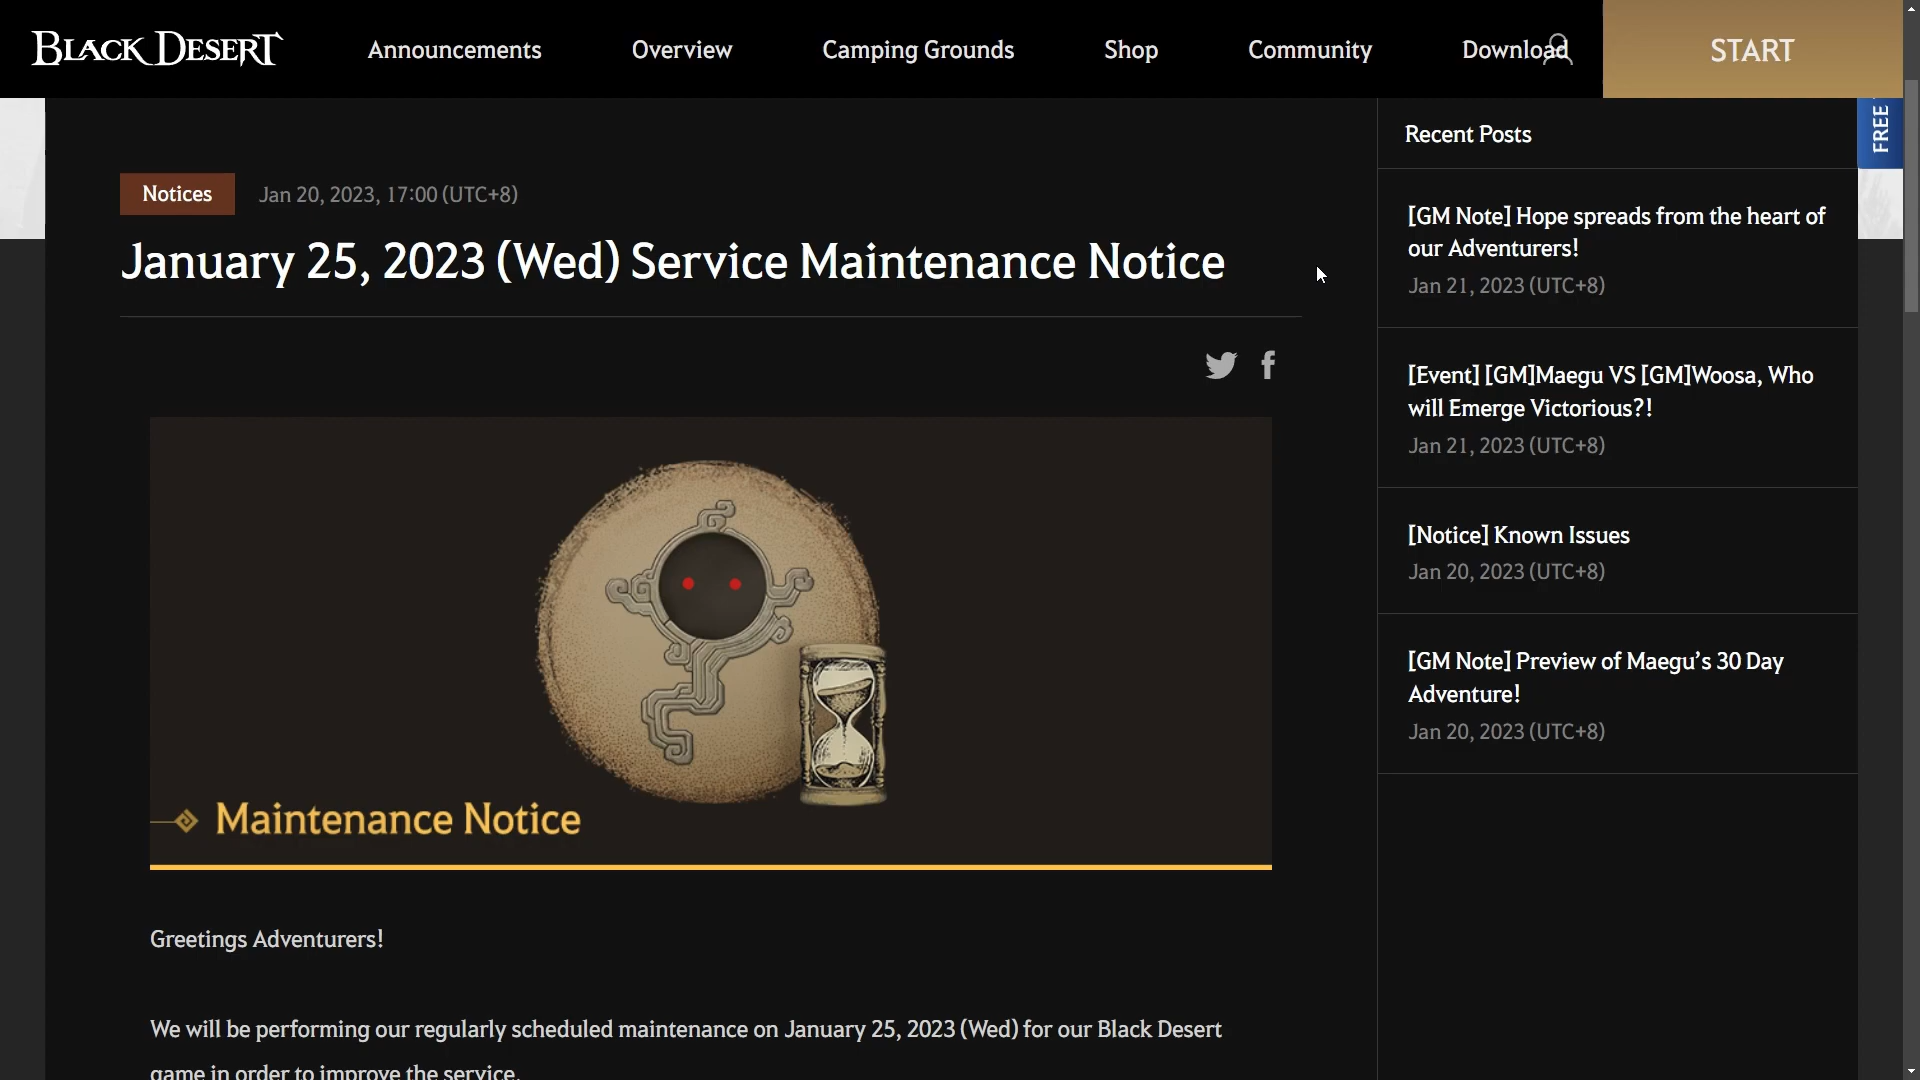 BLACK DESERT
Announcements
Overview
Camping Grounds
Shop
Community
Download
START
FREE
Notices
Jan 20, 2023, 17:00 (UTC+8)
January 25, 2023 (Wed) Service Maintenance Notice
Maintenance Notice
Greetings Adventurers!
We will be performing our regularly scheduled maintenance on January 25, 2023 (Wed) for our Black Desert
game in order to improve the service.
Recent Posts
[GM Note] Hope spreads from the heart of
our Adventurers!
Jan 21, 2023 (UTC+8)
[Event] [GM]Maegu VS [GM]Woosa, Who
will Emerge Victorious?!
Jan 21, 2023 (UTC+8)
[Notice] Known Issues
Jan 20, 2023 (UTC+8)
[GM Note] Preview of Maegu’s 30 Day
Adventure!
Jan 20, 2023 (UTC+8)